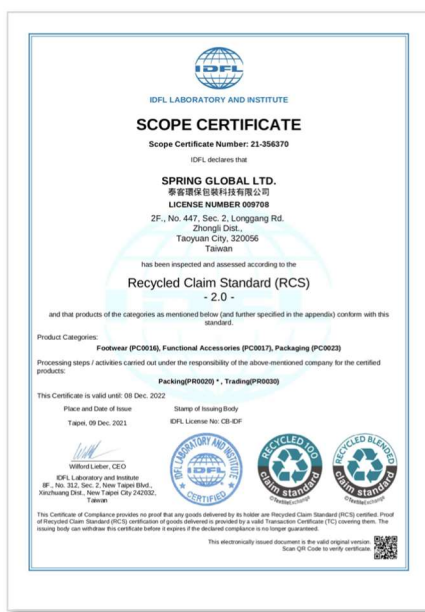 IDFL
IDFL LABORATORY AND INSTITUTE
SCOPE CERTIFICATE
Scope Certificate Number: 21-356370
IDFL declares that
SPRING GLOBAL LTD.
泰客環保包裝科技有限公司
LICENSE NUMBER 009708
2F., No. 447, Sec. 2, Longgang Rd.
Zhongli Dist.,
Taoyuan City, 320056
Taiwan
has been inspected and assessed according to the
Recycled Claim Standard (RCS)
- 2.0 -
and that products of the categories as mentioned below (and further specified in the appendix) conform with this
standard.
Product Categories:
Footwear (PC0016), Functional Accessories (PC0017), Packaging (PC0023)
Processing steps / activities carried out under the responsibility of the above-mentioned company for the certified
products:
Packing(PR0020) * , Trading(PR0030)
This Certificate is valid until: 08 Dec. 2022
Place and Date of Issue
Stamp of Issuing Body
Taipei, 09 Dec. 2021
IDFL License No: CB-IDF
Wilford Lieber, CEO
IDFL Laboratory and Institute
8F., No. 312, Sec. 2, New Taipei Blvd.,
Xinzhuang Dist., New Taipei City 242032,
Taiwan
IDFL LABORATORY AND INSTITUTE
IDFL
CERTIFIED
RECYCLED 100
claim standard
©TextileExchange
RECYCLED BLENDED
claim standard
©TextileExchange
This Certificate of Compliance provides no proof that any goods delivered by its holder are Recycled Claim Standard (RCS) certified. Proof
of Recycled Claim Standard (RCS) certification of goods delivered is provided by a valid Transaction Certificate (TC) covering them. The
issuing body can withdraw this certificate before it expires if the declared compliance is no longer guaranteed.
This electronically issued document is the valid original version.
Scan QR Code to verify certificate.